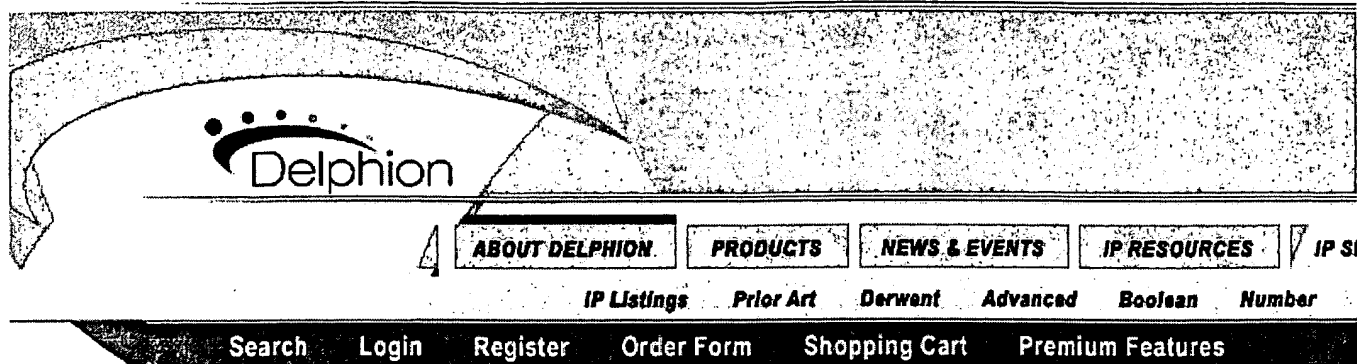 Delphion
ABOUT DELPHION PRODUCTS NEWS & EVENTS IP RESOURCES IP
IP Listings Prior Art Derwent Advanced Boolean Number
Search Login Register Order Form Shopping Cart Premium Features